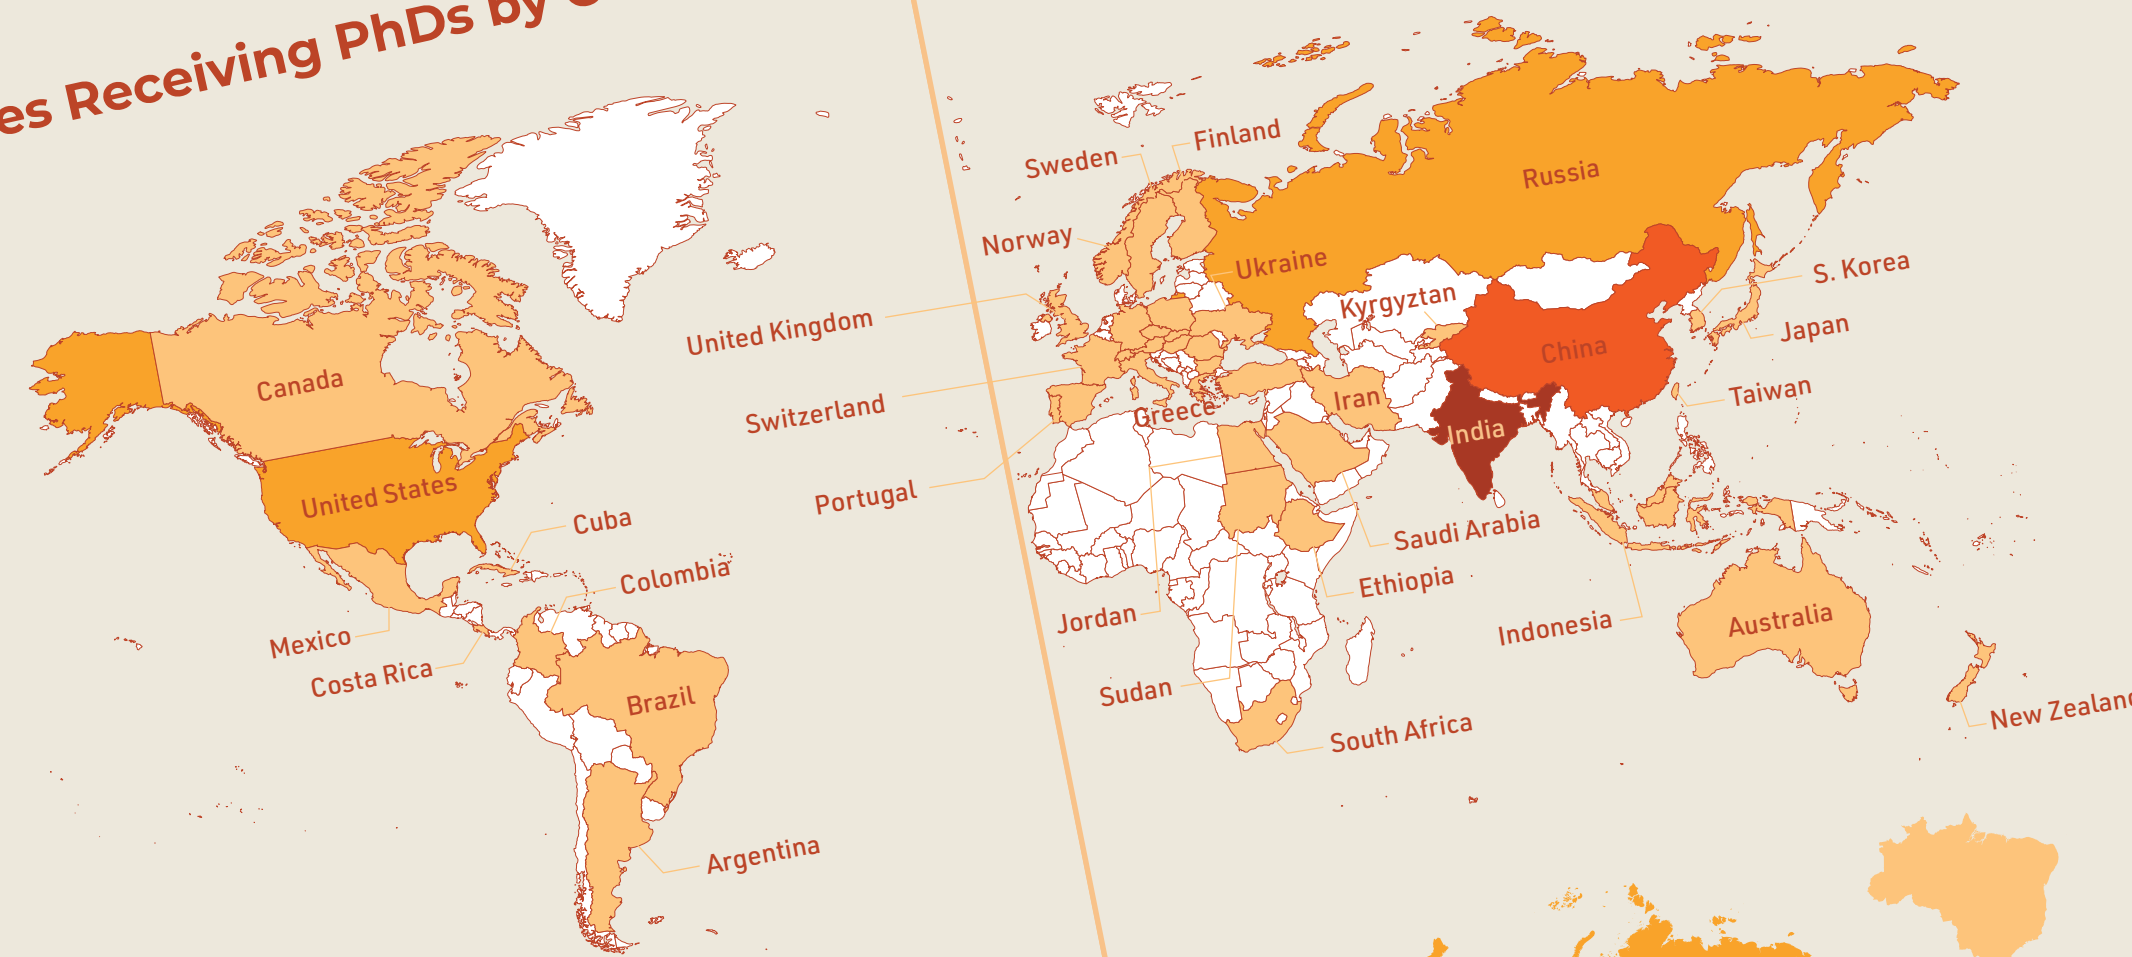 es Receiving PhDs by
Canada
United States
Mexico
Costa Rica
Cuba
Colombia
Brazil
Argentina
Sweden
Finland
Norway
United Kingdom
Switzerland
Portugal
Ukraine
Greece
Russia
Kyrgyztan
Iran
China
India
S. Korea
Japan
Taiwan
Saudi Arabia
Ethiopia
Jordan
Sudan
South Africa
Indonesia
Australia
New Zealand